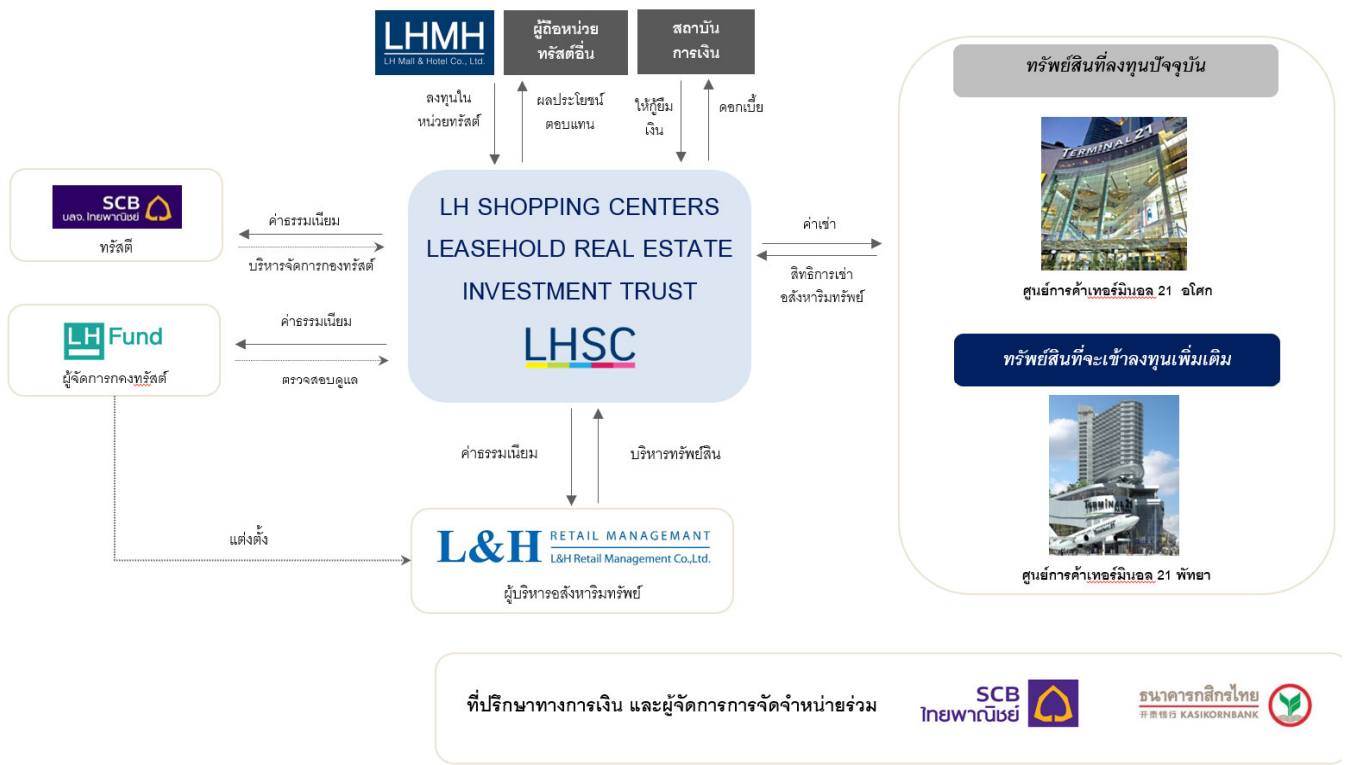 LHMH
LH Mall & Hotel Co., Ltd.
ผู้ถือหน่วย
ทรัสต์อื่น
สถาบัน
การเงิน
ลงทุนใน
หน่วยทรัสต์
ผลประโยชน์
ตอบแทน
ให้กู้ยืม
เงิน
ดอกเบี้ย
SCB
บลจ. ไทยพาณิชย์
ทรัสตี
ค่าธรรมเนียม
บริหารจัดการกองทรัสต์
LH Fund
ผู้จัดการกองทรัสต์
ค่าธรรมเนียม
ตรวจสอบดูแล
LH SHOPPING CENTERS
LEASEHOLD REAL ESTATE
INVESTMENT TRUST
LHSC
ค่าเช่า
สิทธิการเช่า
อสังหาริมทรัพย์
ทรัพย์สินที่ลงทุนปัจจุบัน
TERMINAL 21
ศูนย์การค้าเทอร์มินอล 21 อโศก
ทรัพย์สินที่จะเข้าลงทุนเพิ่มเติม
TERMINAL 21
ศูนย์การค้าเทอร์มินอล 21 พัทยา
ค่าธรรมเนียม
บริหารทรัพย์สิน
แต่งตั้ง
L&H RETAIL MANAGEMANT
L&H Retail Management Co.,Ltd.
ผู้บริหารอสังหาริมทรัพย์
ที่ปรึกษาทางการเงิน และผู้จัดการการจัดจำหน่ายร่วม
SCB
ไทยพาณิชย์
ธนาคารกสิกรไทย
开泰银行 KASIKORNBANK